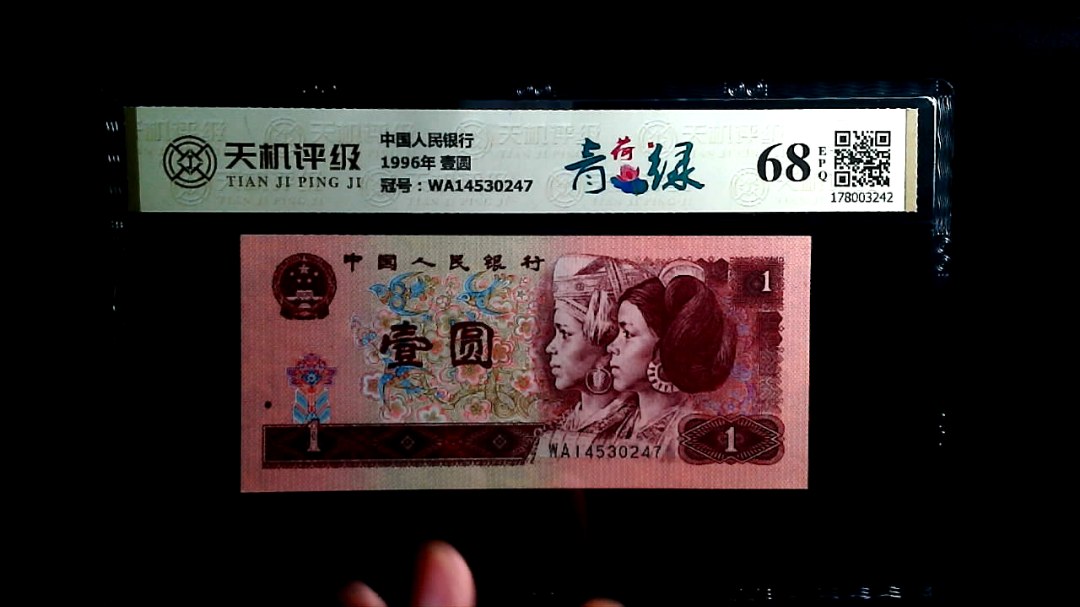 天机评级
TIAN JI PING JI
中国人民银行
1996年 壹圆
冠号：WA14530247
青荷绿
68
EPQ
178003242
中国人民银行
1
壹圆
1
WA14530247
1